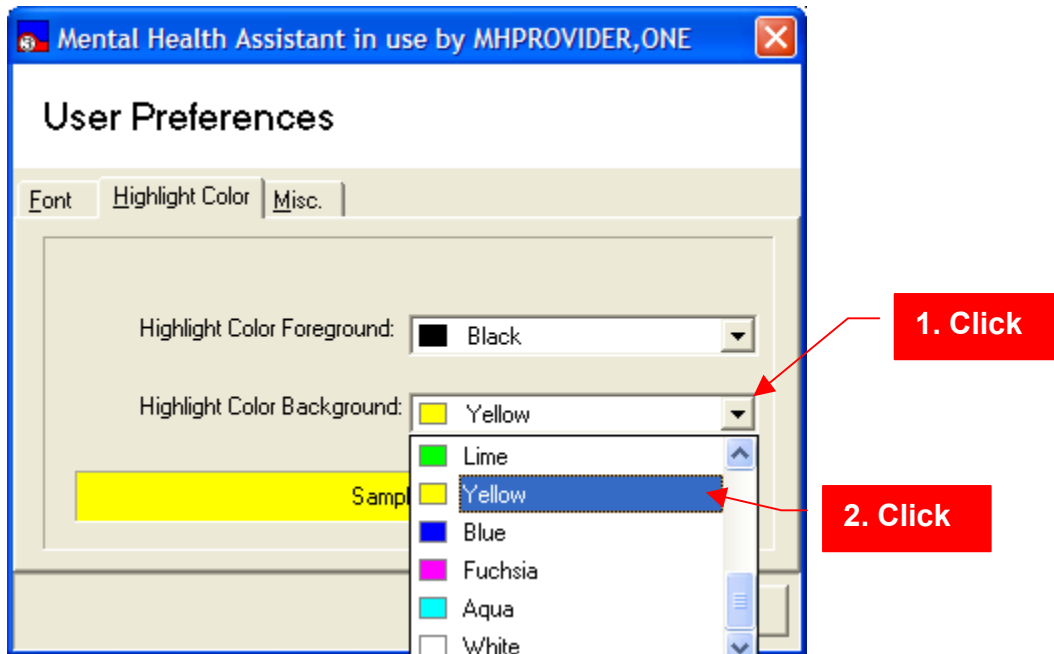 Mental Health Assistant in use by MHPROVIDER,ONE
User Preferences
Font Highlight Color Misc.
Highlight Color Foreground: Black
1. Click
Highlight Color Background: Yellow
Lime
Sampl Yellow
2. Click
Blue
Fuchsia
Aqua
White